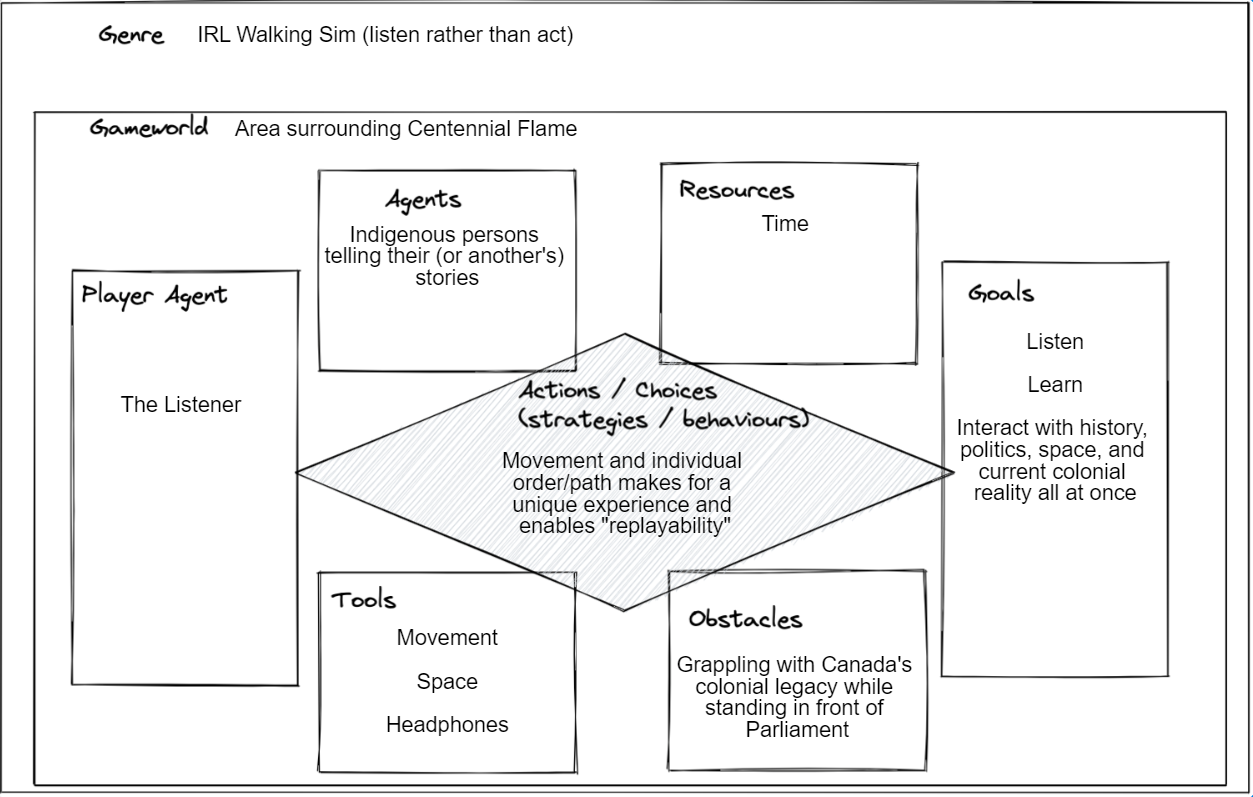 Genre IRL Walking Sim (listen rather than act)
Gameworld Area surrounding Centennial Flame
Agents
Indigenous persons
telling their (or another's)
stories
Resources
Time
Player Agent
The Listener
Goals
Listen
Learn
Interact with history,
politics, space, and
current colonial
reality all at once
Actions / Choices
(strategies / behaviours)
Movement and individual
order/path makes for a
unique experience and
enables "replayability"
Tools
Movement
Space
Headphones
Obstacles
Grappling with Canada's
colonial legacy while
standing in front of
Parliament